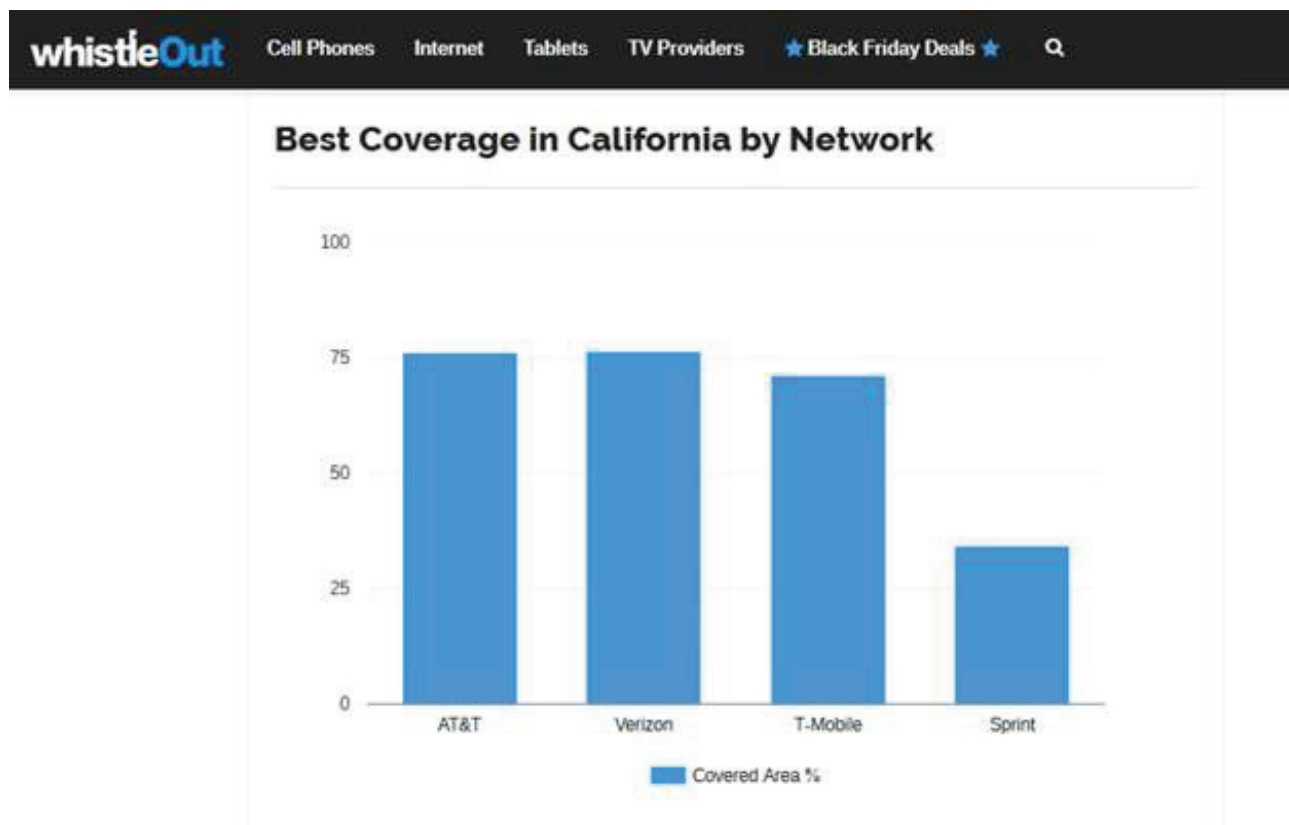 whistleOut Cell Phones Internet Tablets TV Providers Black Friday Deals
Best Coverage in California by Network
100
75
50
25
0
AT&T Verizon T-Mobile Sprint
Covered Area %